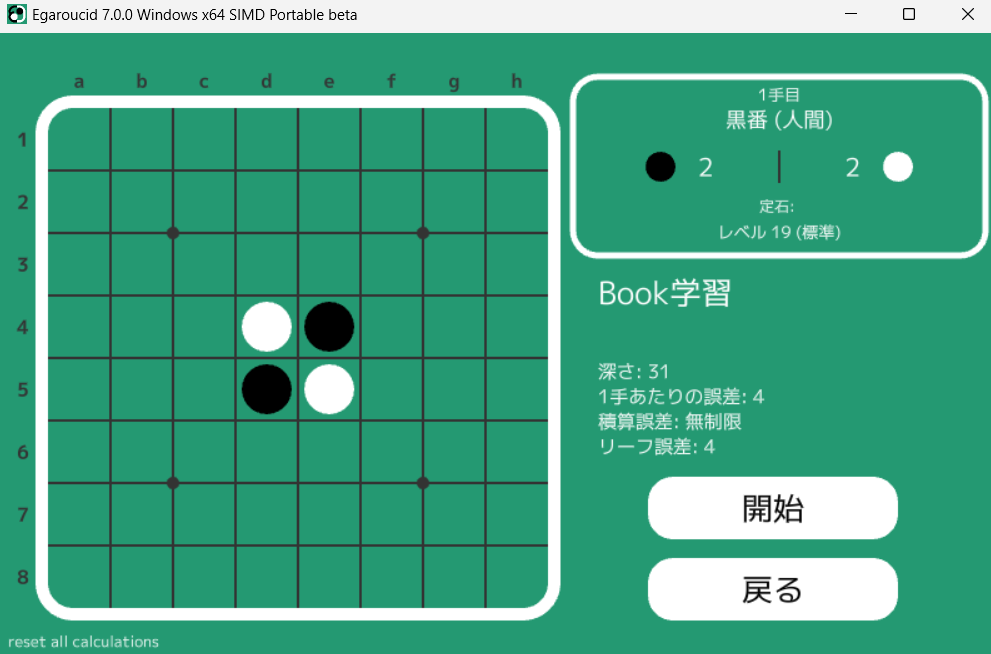 Egaroucid 7.0.0 Windows x64 SIMD Portable beta
a b c d e f g h
1
2
3
4
5
6
7
8
1手目
黒番 (人間)
2 2
定石:
レベル 19 (標準)
Book学習
深さ: 31
1手あたりの誤差: 4
積算誤差: 無制限
リーフ誤差: 4
開始
戻る
reset all calculations